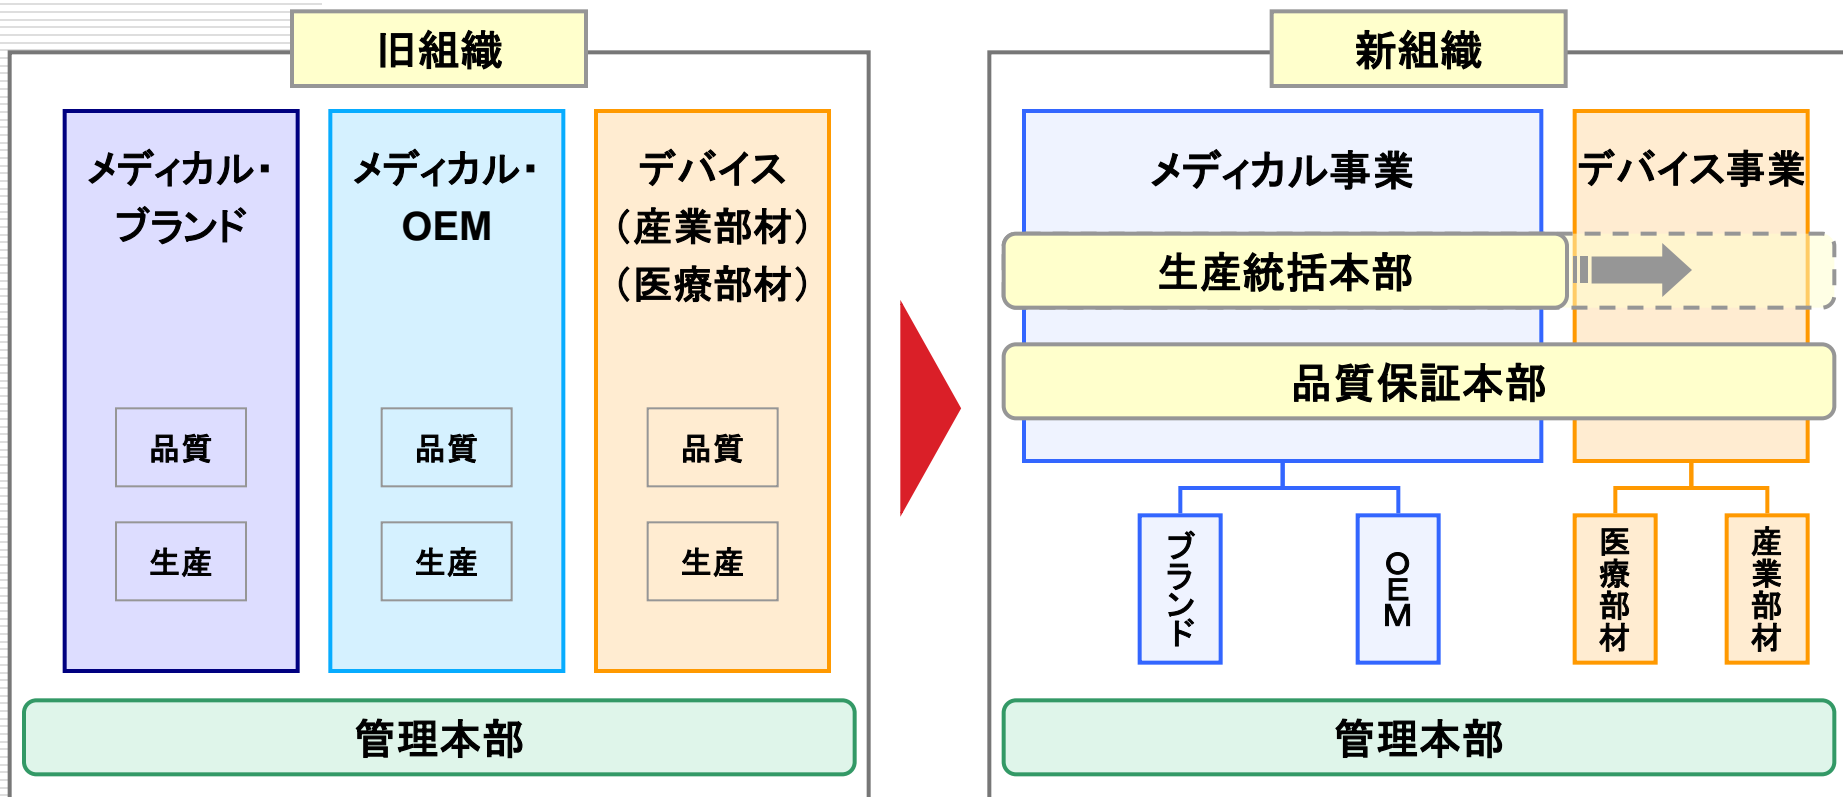 旧組織
メディカル・
ブランド
メディカル・
OEM
デバイス
（産業部材）
（医療部材）
品質
品質
品質
生産
生産
生産
管理本部
新組織
メディカル事業
デバイス事業
生産統括本部
品質保証本部
ブランド
OEM
医療部材
産業部材
管理本部